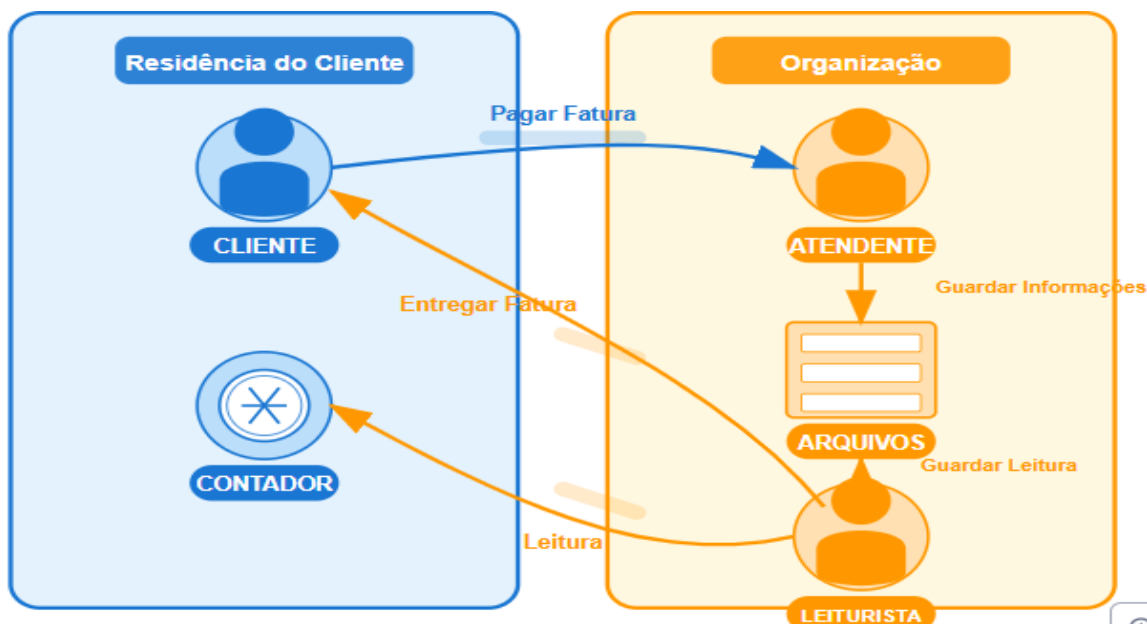 Residência do Cliente
Organização
Pagar Fatura
CLIENTE
ATENDENTE
Guardar Informações
Entregar Fatura
ARQUIVOS
Guardar Leitura
CONTADOR
Leitura
LEITURISTA